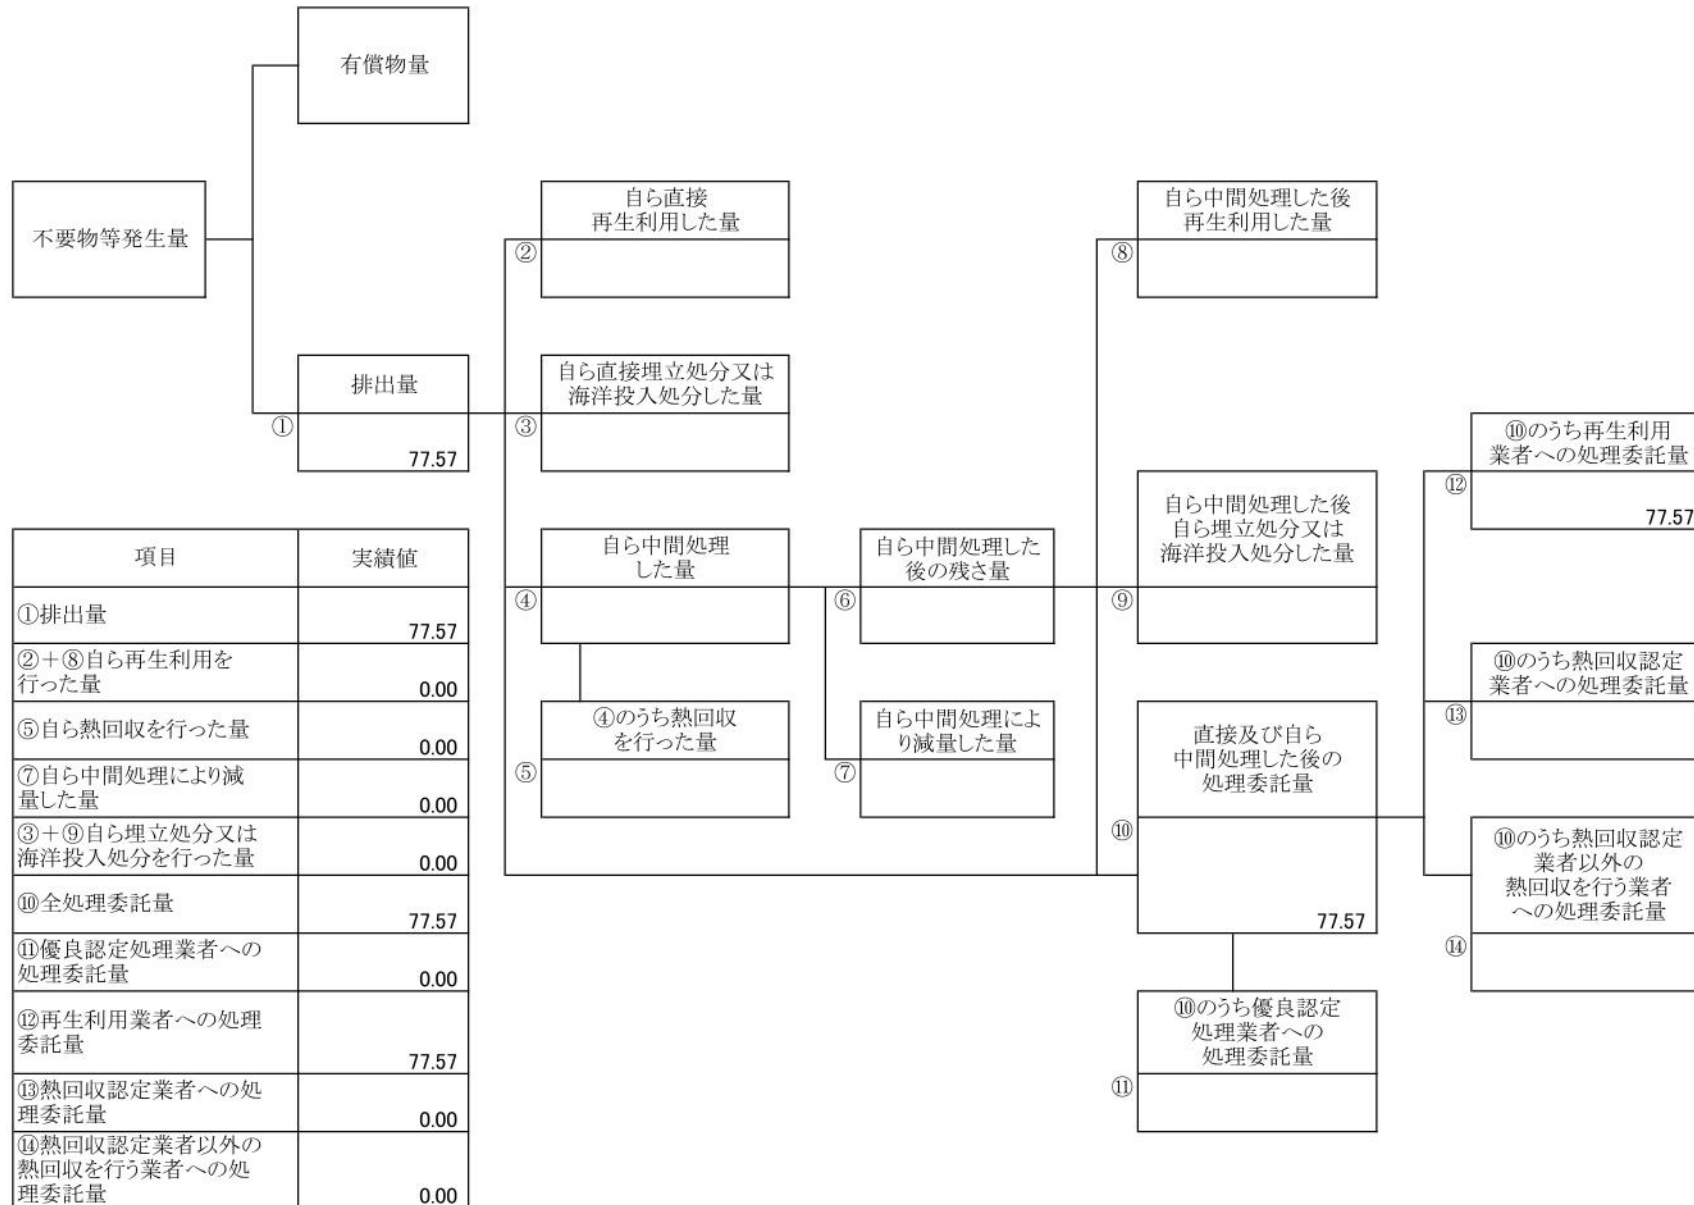 有償物量
不要物等発生量
自ら直接
再生利用した量
②
自ら中間処理した後
再生利用した量
⑧
排出量
①
77.57
自ら直接埋立処分又は
海洋投入処分した量
③
⑩のうち再生利用
業者への処理委託量
⑫
77.57
自ら中間処理
した量
④
自ら中間処理した
後の残さ量
⑥
自ら中間処理した後
自ら埋立処分又は
海洋投入処分した量
⑨
⑩のうち熱回収認定
業者への処理委託量
⑬
④のうち熱回収
を行った量
⑤
自ら中間処理によ
り減量した量
⑦
直接及び自ら
中間処理した後の
処理委託量
⑩
77.57
⑩のうち熱回収認定
業者以外の
熱回収を行う業者
への処理委託量
⑭
⑩のうち優良認定
処理業者への
処理委託量
⑪
項目 実績値
①排出量
77.57
②+⑧自ら再生利用を
行った量
0.00
⑤自ら熱回収を行った量
0.00
⑦自ら中間処理により減
量した量
0.00
③+⑨自ら埋立処分又は
海洋投入処分を行った量
0.00
⑩全処理委託量
77.57
⑪優良認定処理業者への
処理委託量
0.00
⑫再生利用業者への処理
委託量
77.57
⑬熱回収認定業者への処
理委託量
0.00
⑭熱回収認定業者以外の
熱回収を行う業者への処
理委託量
0.00